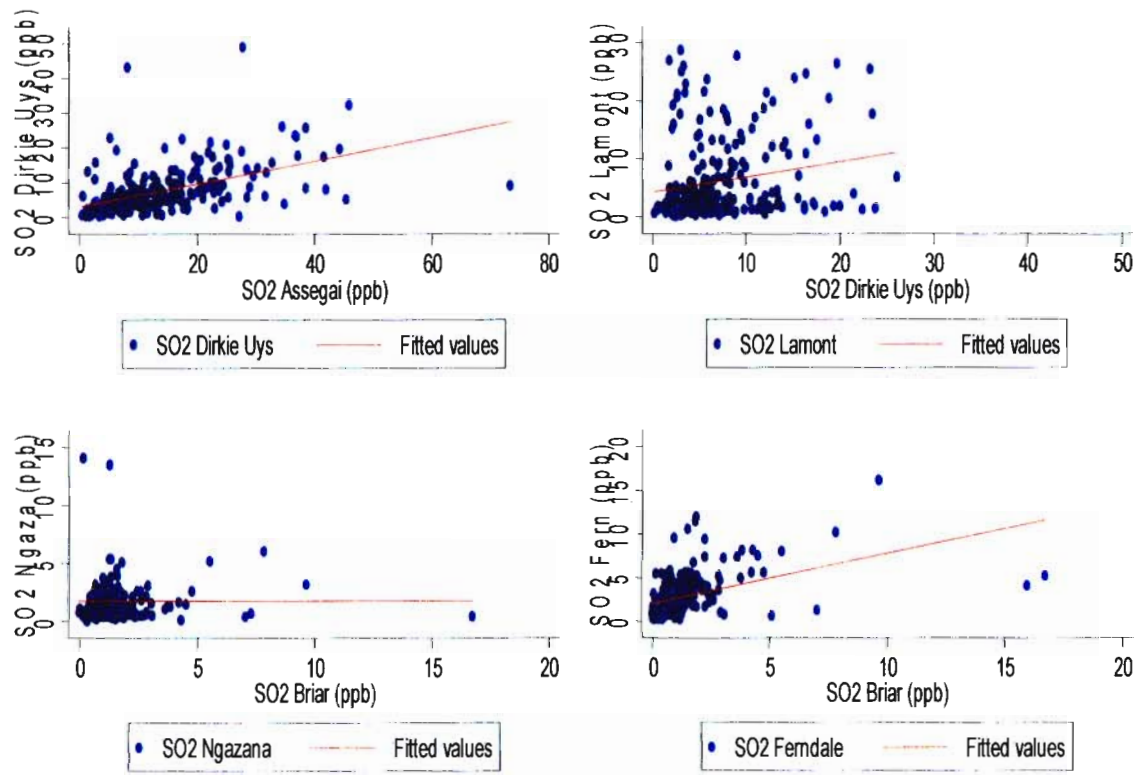 SO2 Dirkie Uys (ppb)
0 10 20 30 40 50
0 20 40 60 80
SO2 Assegai (ppb)
SO2 Dirkie Uys Fitted values
SO2 Lamont (ppb)
0 10 20 30
0 10 20 30 40 50
SO2 Dirkie Uys (ppb)
SO2 Lamont Fitted values
SO2 Ngaza (ppb)
0 5 10 15
0 5 10 15 20
SO2 Briar (ppb)
SO2 Ngazana Fitted values
SO2 Fern (ppb)
0 5 10 15 20
0 5 10 15 20
SO2 Briar (ppb)
SO2 Ferndale Fitted values